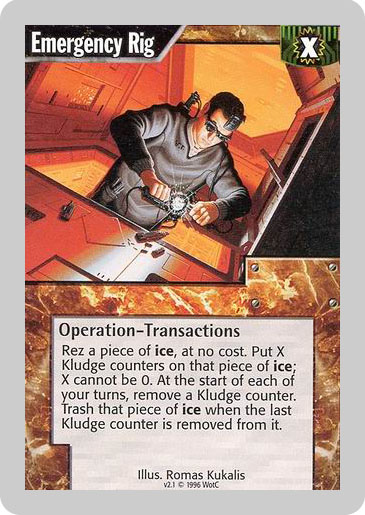 Emergency Rig
X
Operation-Transactions
Rez a piece of ice, at no cost. Put X
Kludge counters on that piece of ice;
X cannot be 0. At the start of each of
your turns, remove a Kludge counter.
Trash that piece of ice when the last
Kludge counter is removed from it.
Illus. Romas Kukalis
v2.1 © 1996 WotC